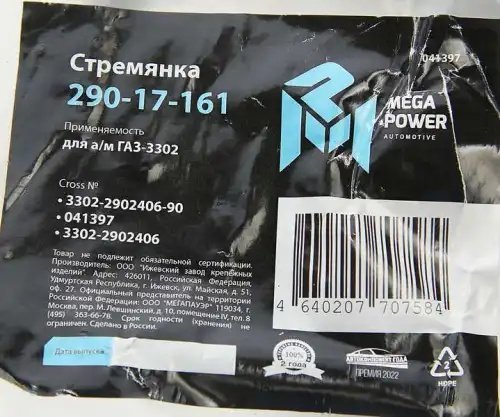 041397
Стремянка
290-17-161
MEGA
POWER
AUTOMOTIVE
Применяемость
для а/м ГАЗ-3302
Cross №
• 3302-2902406-90
• 041397
• 3302-2902406
Товар не подлежит обязательной сертификации.
Производитель: ООО "Ижевский завод крепёжных
изделий". Адрес: 426011, Российская Федерация,
Удмуртская Республика, г. Ижевск, ул. Майская, д. 51,
оф. 27. Официальный представитель на территории
Российской Федерации: ООО "МЕГАПАУЭР" 119034, г.
Москва, пер. М. Левшинский, д. 10, помещение IV, тел. 8
(495) 363-66-78. Срок годности (хранения) не
ограничен. Сделано в России.
4 640207 707584
Дата выпуска
100%
2 года
АВТОКОМПОНЕНТ ГОДА
ПРЕМИЯ 2022
2
HDPE